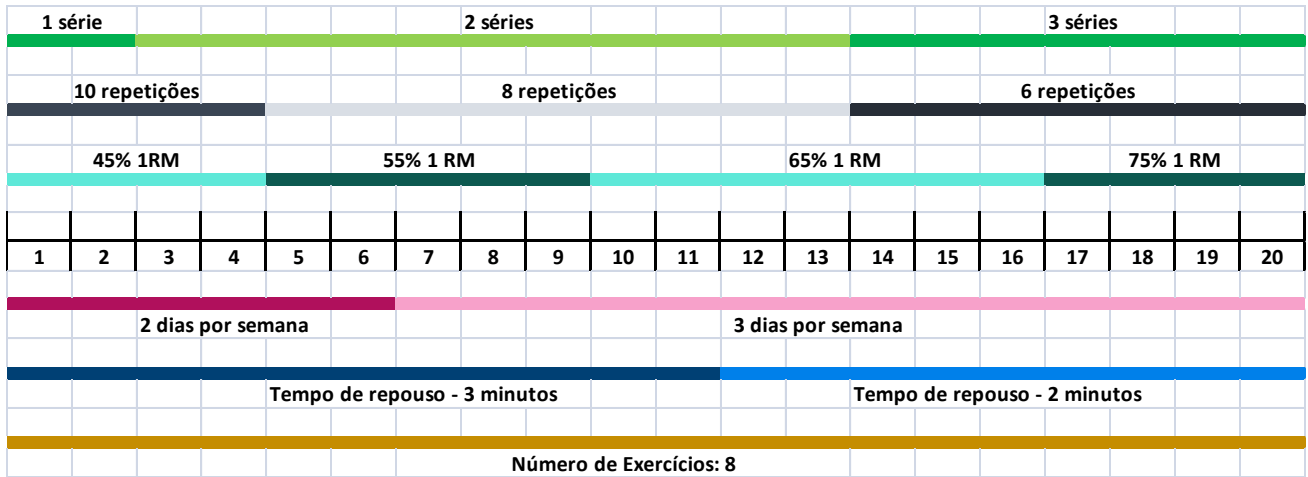 1 série 2 séries 3 séries
10 repetições 8 repetições 6 repetições
45% 1RM 55% 1 RM 65% 1 RM 75% 1 RM
1 2 3 4 5 6 7 8 9 10 11 12 13 14 15 16 17 18 19 20
2 dias por semana 3 dias por semana
Tempo de repouso - 3 minutos Tempo de repouso - 2 minutos
Número de Exercícios: 8